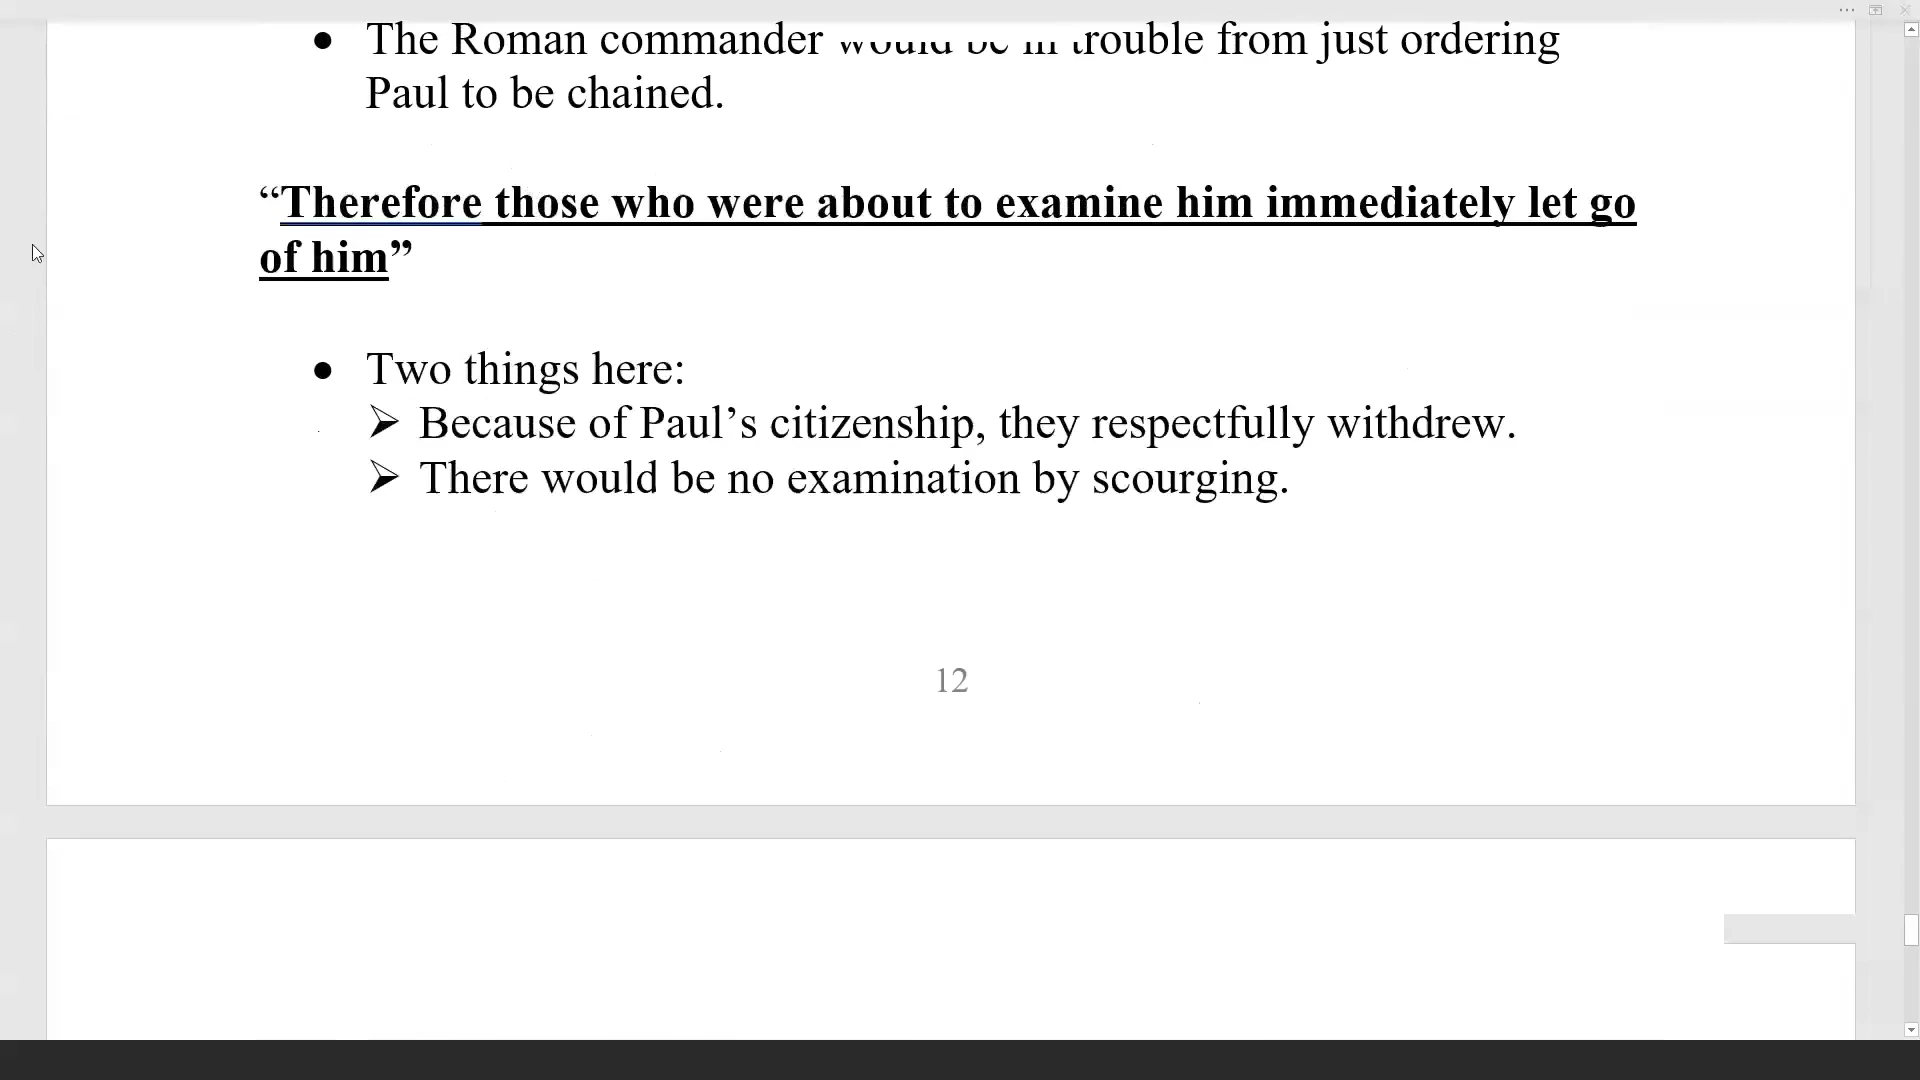 • The Roman commander would be in trouble from just ordering
Paul to be chained.
“Therefore those who were about to examine him immediately let go
of him”
• Two things here:
➢ Because of Paul’s citizenship, they respectfully withdrew.
➢ There would be no examination by scourging.
12